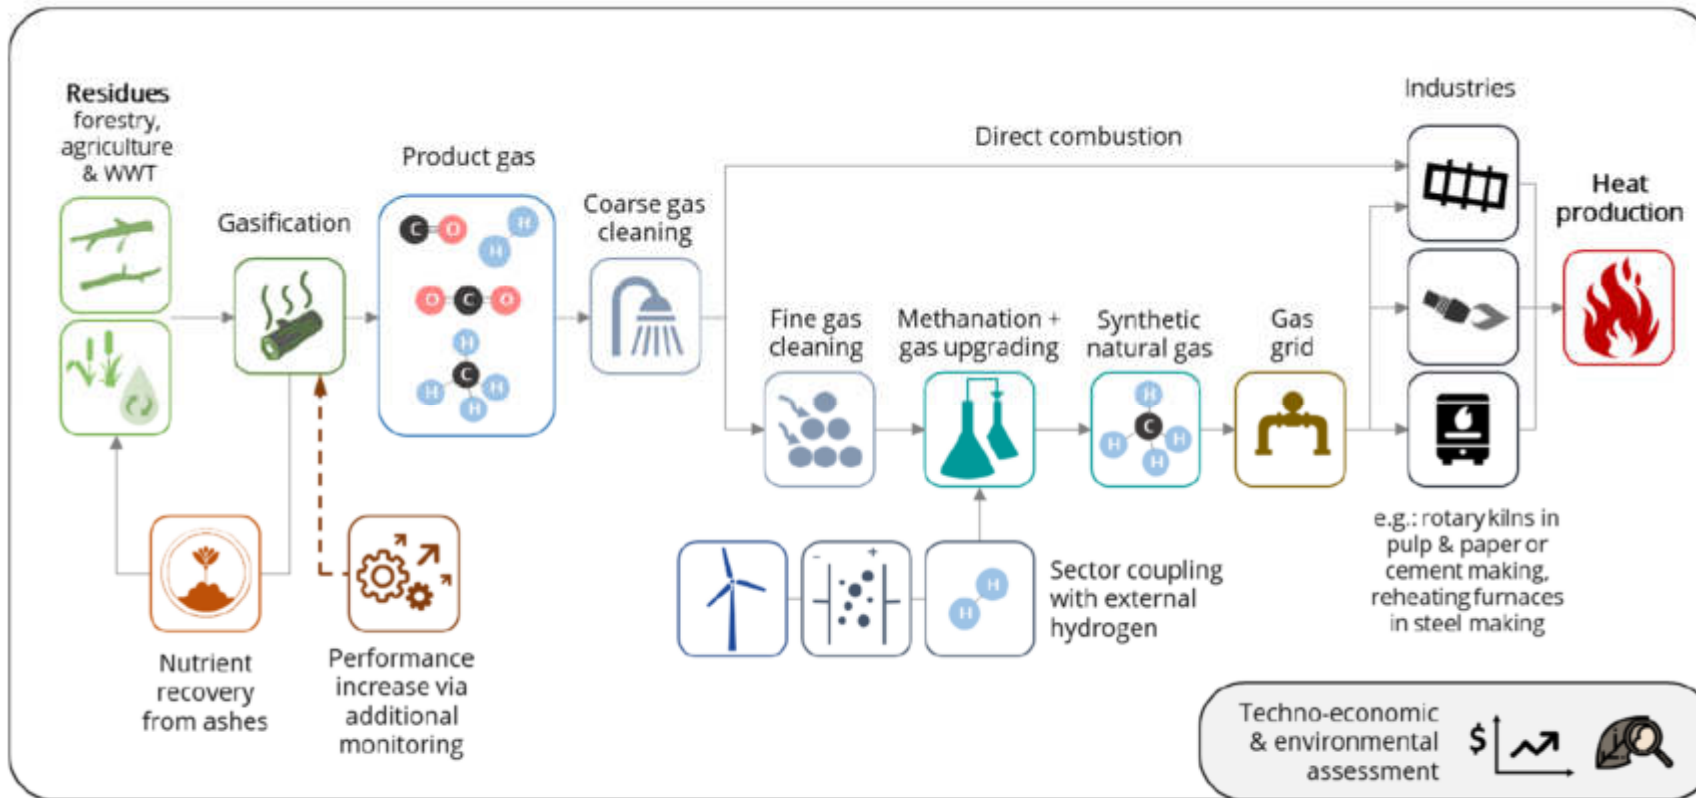 Residues
forestry,
agriculture
& WWT
Gasification
Product gas
C O H H
O C O
H
C
H H H
Coarse gas
cleaning
Direct combustion
Industries
Heat
production
Fine gas
cleaning
Methanation +
gas upgrading
Synthetic
natural gas
H
C
H H
H
Gas
grid
Nutrient
recovery
from ashes
Performance
increase via
additional
monitoring
- +
H H
Sector coupling
with external
hydrogen
e.g.: rotary kilns in
pulp & paper or
cement making,
reheating furnaces
in steel making
Techno-economic
& environmental
assessment
$